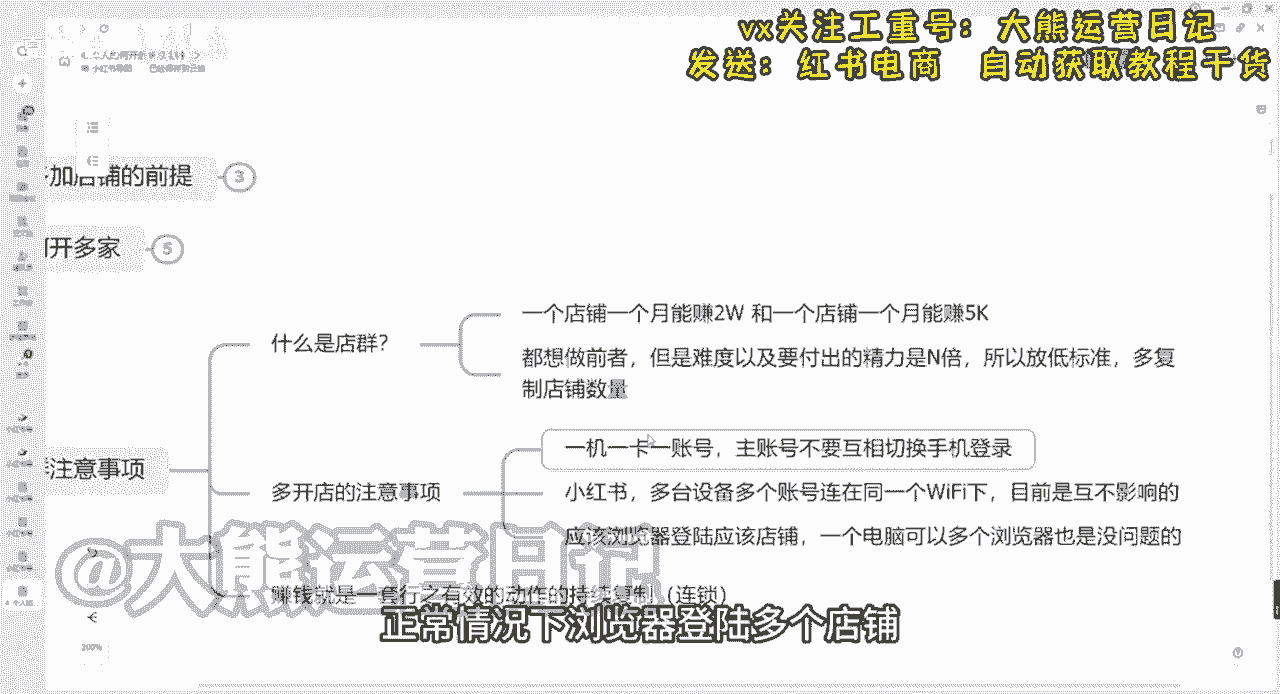 vx关注工重号：大熊运营日记
发送：红书电商 自动获取教程干货
加店铺的前提
3
开多家
5
一个店铺一个月能赚2W 和一个店铺一个月能赚5K
什么是店群?
都想做前者，但是难度以及要付出的精力是N倍，所以放低标准，多复
制店铺数量
一机一卡一账号，主账号不要互相切换手机登录
注意事项
多开店的注意事项
小红书，多台设备多个账号连在同一个WiFi下，目前是互不影响的
应该浏览器登陆应该店铺，一个电脑可以多个浏览器也是没问题的
@大熊运营日记
赚钱就是一套行之有效的动作的持续复制（连锁）
正常情况下浏览器登陆多个店铺
200%